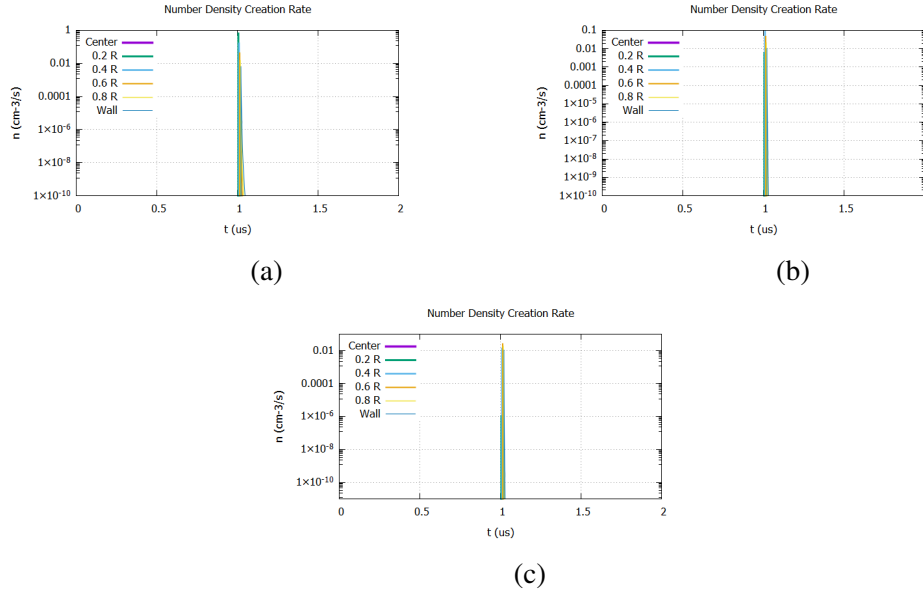 Number Density Creation Rate
n (cm-3/s)
1
0.01
0.0001
1×10-6
1×10-8
1×10-10
Center
0.2 R
0.4 R
0.6 R
0.8 R
Wall
0 0.5 1 1.5 2
t (us)
(a)
Number Density Creation Rate
n (cm-3/s)
0.1
0.01
0.001
0.0001
1×10-5
1×10-6
1×10-7
1×10-8
1×10-9
1×10-10
Center
0.2 R
0.4 R
0.6 R
0.8 R
Wall
0 0.5 1 1.5
t (us)
(b)
Number Density Creation Rate
n (cm-3/s)
0.01
0.0001
1×10-6
1×10-8
1×10-10
Center
0.2 R
0.4 R
0.6 R
0.8 R
Wall
0 0.5 1 1.5 2
t (us)
(c)